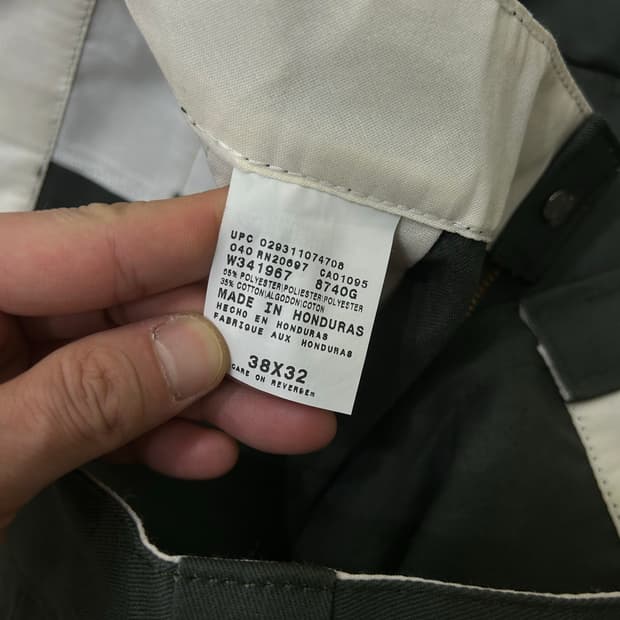 UPC 029311074708
040 RN20697 CA01095
W341967 8740G
65% POLYESTER|POLIESTER|POLYESTER
35% COTTON|ALGODON|COTON
MADE IN HONDURAS
HECHO EN HONDURAS
FABRIQUE AUX HONDURAS
38X32
CARE ON REVERSE